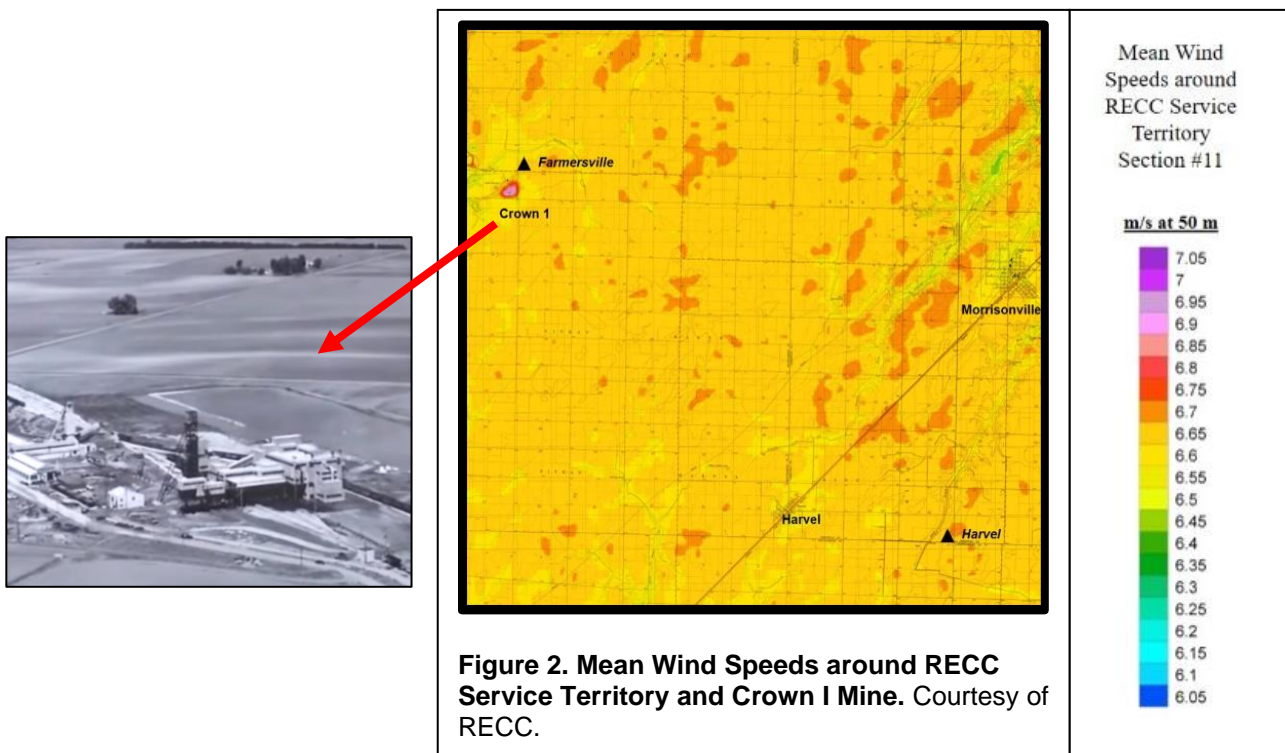 Farmersville
Crown 1
Morrisonville
Harvel
Harvel
Figure 2. Mean Wind Speeds around RECC
Service Territory and Crown I Mine. Courtesy of
RECC.
Mean Wind
Speeds around
RECC Service
Territory
Section #11
m/s at 50 m
7.05
7
6.95
6.9
6.85
6.8
6.75
6.7
6.65
6.6
6.55
6.5
6.45
6.4
6.35
6.3
6.25
6.2
6.15
6.1
6.05